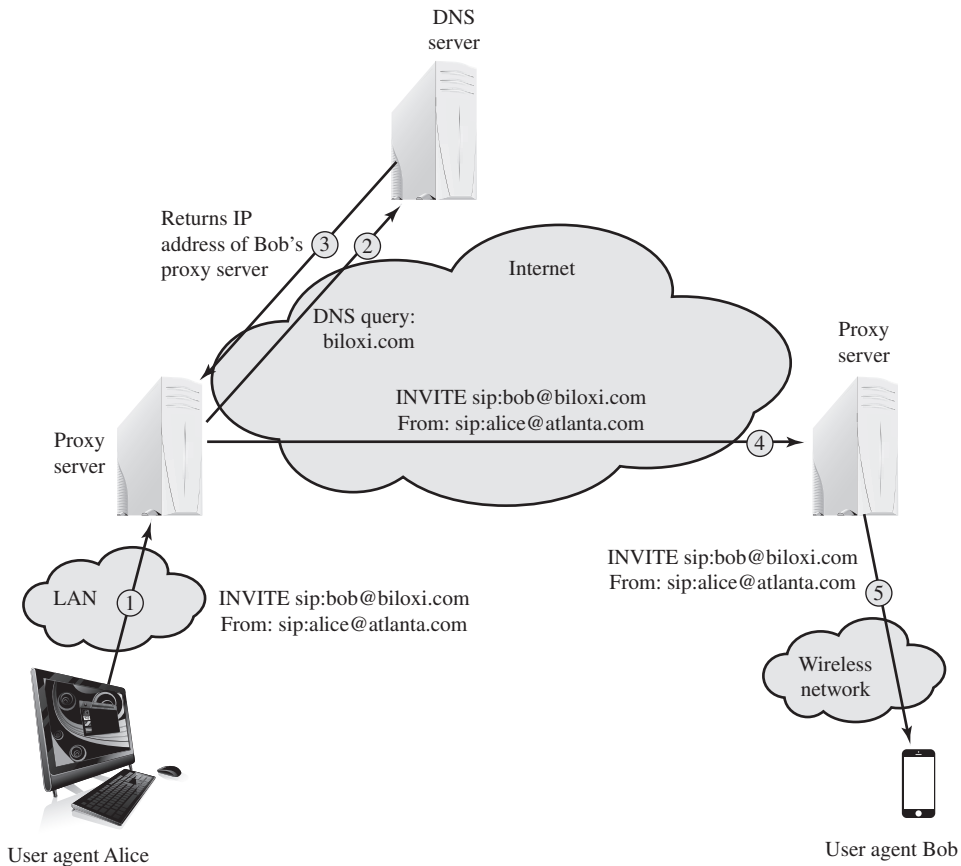 DNS
server
Returns IP
address of Bob's
proxy server
3
2
Internet
DNS query:
biloxi.com
Proxy
server
INVITE sip:bob@biloxi.com
From: sip:alice@atlanta.com
4
Proxy
server
INVITE sip:bob@biloxi.com
From: sip:alice@atlanta.com
5
LAN
1
INVITE sip:bob@biloxi.com
From: sip:alice@atlanta.com
Wireless
network
User agent Alice
User agent Bob